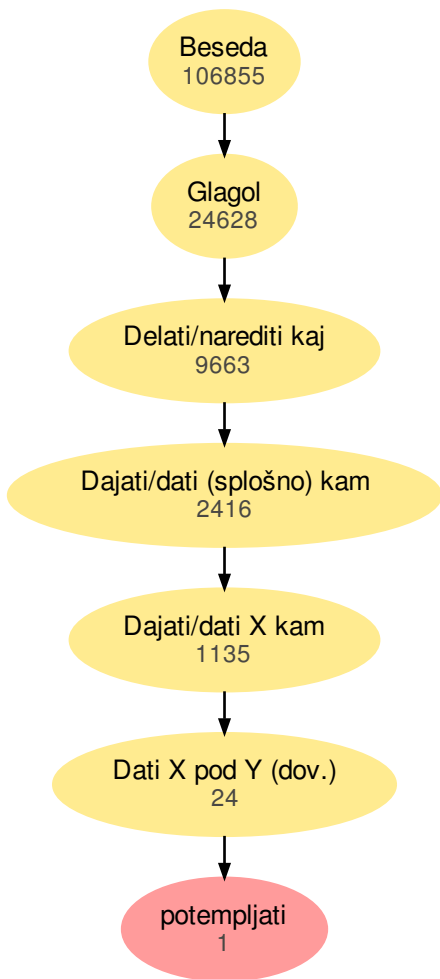 Beseda
106855
Glagol
24628
Delati/narediti kaj
9663
Dajati/dati (splošno) kam
2416
Dajati/dati X kam
1135
Dati X pod Y (dov.)
24
potempljati
1